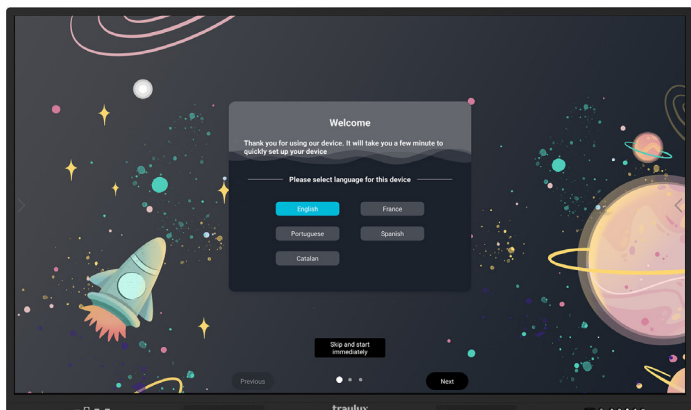 Welcome
Thank you for using our device. It will take you a few minute to
quickly set up your device
Please select language for this device
English
France
Portuguese
Spanish
Catalan
Skip and start
immediately
Previous
Next
traulux